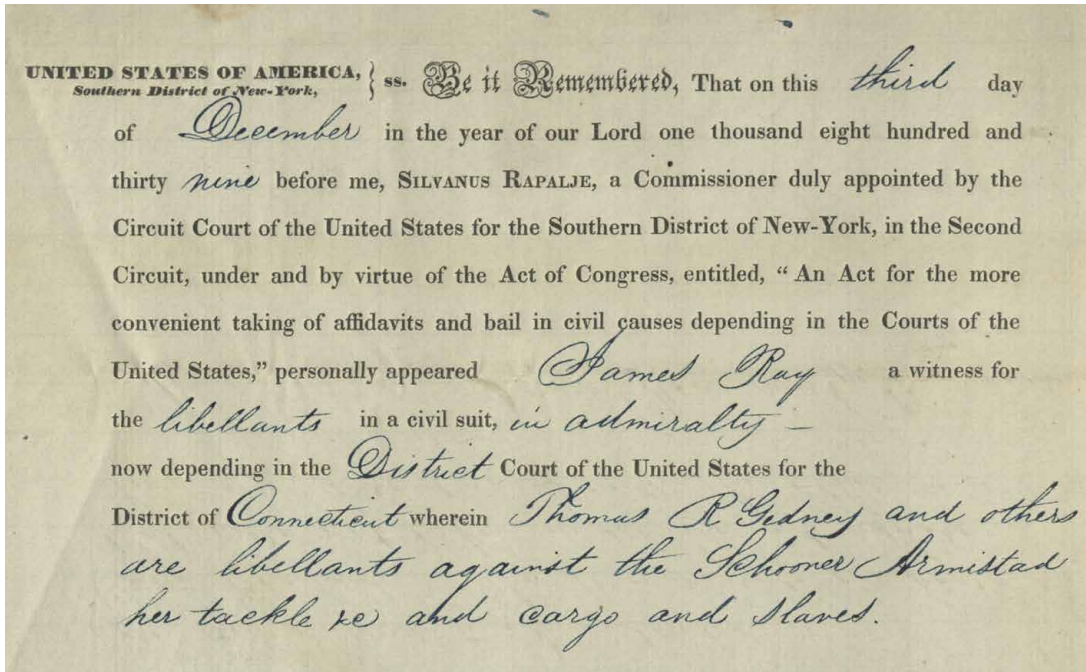 UNITED STATES OF AMERICA, } ss. Be it Remembered, That on this third day
Southern District of New-York,
of December in the year of our Lord one thousand eight hundred and
thirty nine before me, SILVANUS RAPALJE, a Commissioner duly appointed by the
Circuit Court of the United States for the Southern District of New-York, in the Second
Circuit, under and by virtue of the Act of Congress, entitled, “ An Act for the more
convenient taking of affidavits and bail in civil causes depending in the Courts of the
United States,” personally appeared James Ray a witness for
the libellants in a civil suit, in admiralty —
now depending in the District Court of the United States for the
District of Connecticut wherein Thomas R Gedney and others
are libellants against the Schooner Armistad
her tackle &c and cargo and slaves.